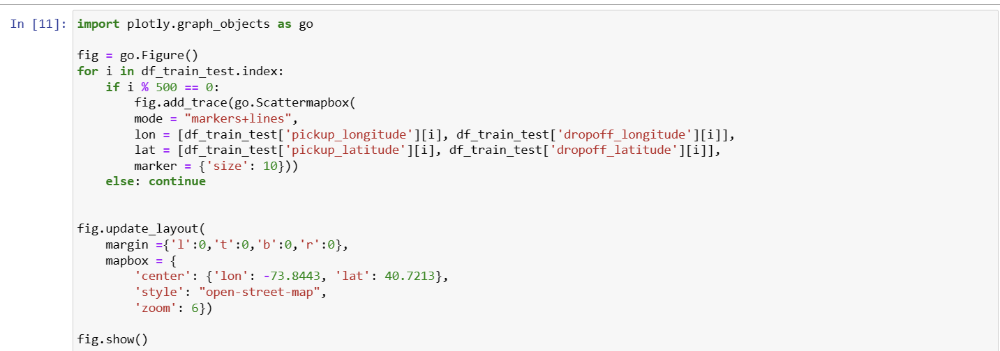 In [11]: import plotly.graph_objects as go
fig = go.Figure()
for i in df_train_test.index:
    if i % 500 == 0:
        fig.add_trace(go.Scattermapbox(
        mode = "markers+lines",
        lon = [df_train_test['pickup_longitude'][i], df_train_test['dropoff_longitude'][i]],
        lat = [df_train_test['pickup_latitude'][i], df_train_test['dropoff_latitude'][i]],
        marker = {'size': 10}))
    else: continue
fig.update_layout(
    margin ={'l':0,'t':0,'b':0,'r':0},
    mapbox = {
        'center': {'lon': -73.8443, 'lat': 40.7213},
        'style': "open-street-map",
        'zoom': 6})
fig.show()